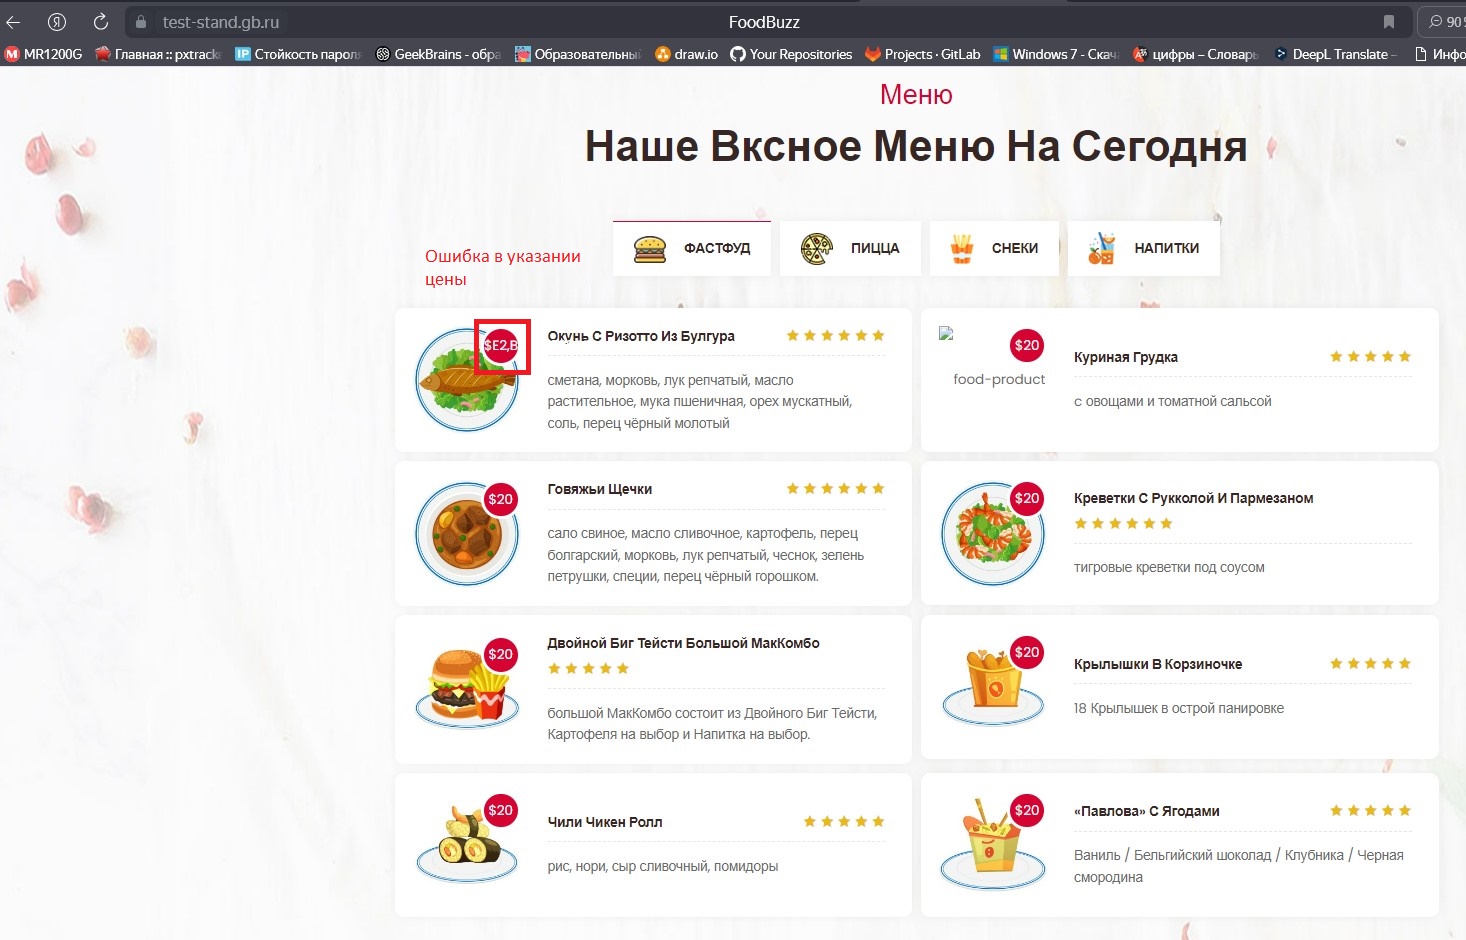 test-stand.gb.ru
FoodBuzz
90%
MR1200G
Главная :: pxtrack
IP Стойкость пароля
GeekBrains - обра
Образовательный
draw.io
Your Repositories
Projects · GitLab
Windows 7 - Скача
цифры – Словарь
DeepL Translate –
Инфо
Меню
Наше Вксное Меню На Сегодня
ФАСТФУД
ПИЦЦА
СНЕКИ
НАПИТКИ
Ошибка в указании
цены
$E2,B
Окунь С Ризотто Из Булгура
сметана, морковь, лук репчатый, масло
растительное, мука пшеничная, орех мускатный,
соль, перец чёрный молотый
$20
food-product
Куриная Грудка
с овощами и томатной сальсой
$20
Говяжьи Щечки
сало свиное, масло сливочное, картофель, перец
болгарский, морковь, лук репчатый, чеснок, зелень
петрушки, специи, перец чёрный горошком.
$20
Креветки С Рукколой И Пармезаном
тигровые креветки под соусом
$20
Двойной Биг Тейсти Большой МакКомбо
большой МакКомбо состоит из Двойного Биг Тейсти,
Картофеля на выбор и Напитка на выбор.
$20
Крылышки В Корзиночке
18 Крылышек в острой панировке
$20
Чили Чикен Ролл
рис, нори, сыр сливочный, помидоры
$20
«Павлова» С Ягодами
Ваниль / Бельгийский шоколад / Клубника / Черная
смородина